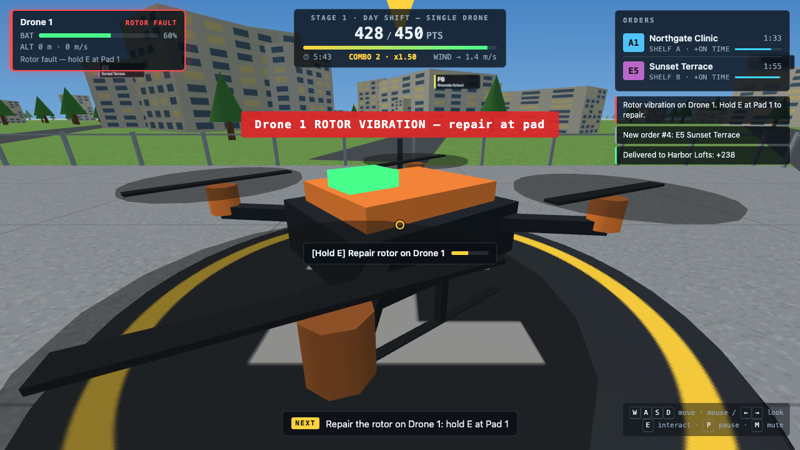 Drone 1 ROTOR FAULT
BAT 60%
ALT 0 m · 0 m/s
Rotor fault — hold E at Pad 1
Sunset Terrace
STAGE 1 · DAY SHIFT — SINGLE DRONE
428 / 450 PTS
5:43 COMBO 2 · x1.50 WIND → 1.4 m/s
F6
Riverside School
ORDERS
A1 Northgate Clinic 1:33
SHELF A · +ON TIME
E5 Sunset Terrace 1:55
SHELF B · +ON TIME
Rotor vibration on Drone 1. Hold E at Pad 1 to
repair.
New order #4: E5 Sunset Terrace
Delivered to Harbor Lofts: +238
Drone 1 ROTOR VIBRATION — repair at pad
[Hold E] Repair rotor on Drone 1
NEXT Repair the rotor on Drone 1: hold E at Pad 1
W A S D move · mouse / ← → look
E interact · P pause · M mute